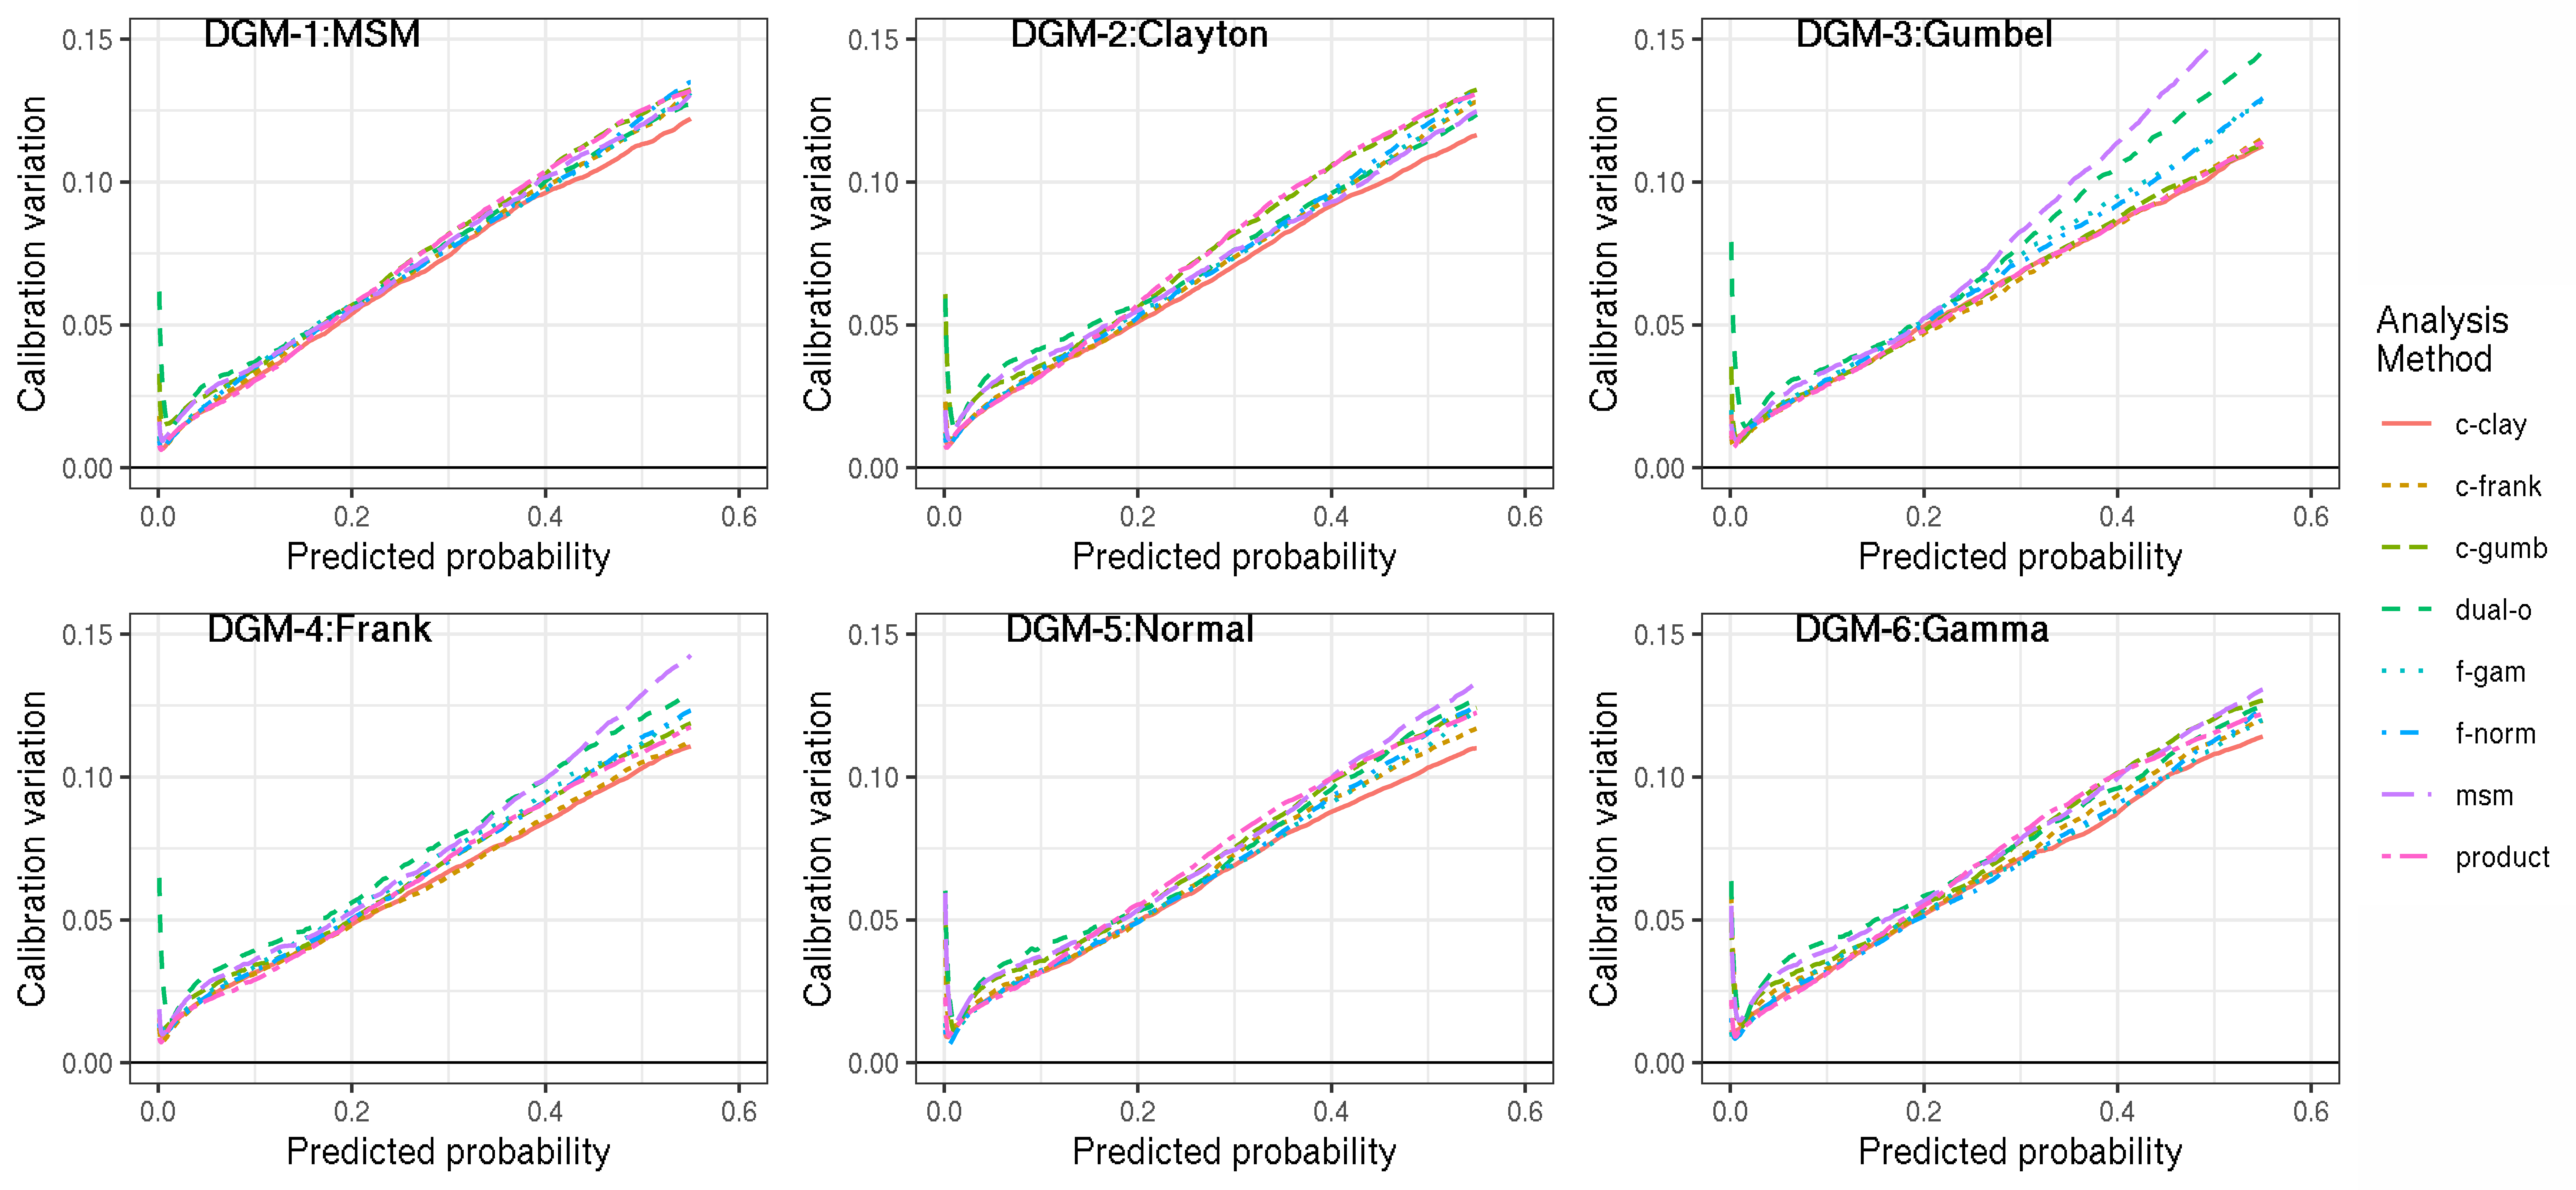 DGM-1:MSM
DGM-2:Clayton
DGM-3:Gumbel
0.15
0.10
0.05
0.00
0.15
0.10
0.05
0.00
0.15
0.10
0.05
0.00
Calibration variation
Calibration variation
Calibration variation
0.0 0.2 0.4 0.6
0.0 0.2 0.4 0.6
0.0 0.2 0.4 0.6
Predicted probability
Predicted probability
Predicted probability
DGM-4:Frank
DGM-5:Normal
DGM-6:Gamma
0.15
0.10
0.05
0.00
0.15
0.10
0.05
0.00
0.15
0.10
0.05
0.00
Calibration variation
Calibration variation
Calibration variation
0.0 0.2 0.4 0.6
0.0 0.2 0.4 0.6
0.0 0.2 0.4 0.6
Predicted probability
Predicted probability
Predicted probability
Analysis
Method
c-clay
c-frank
c-gumb
dual-o
f-gam
f-norm
msm
product